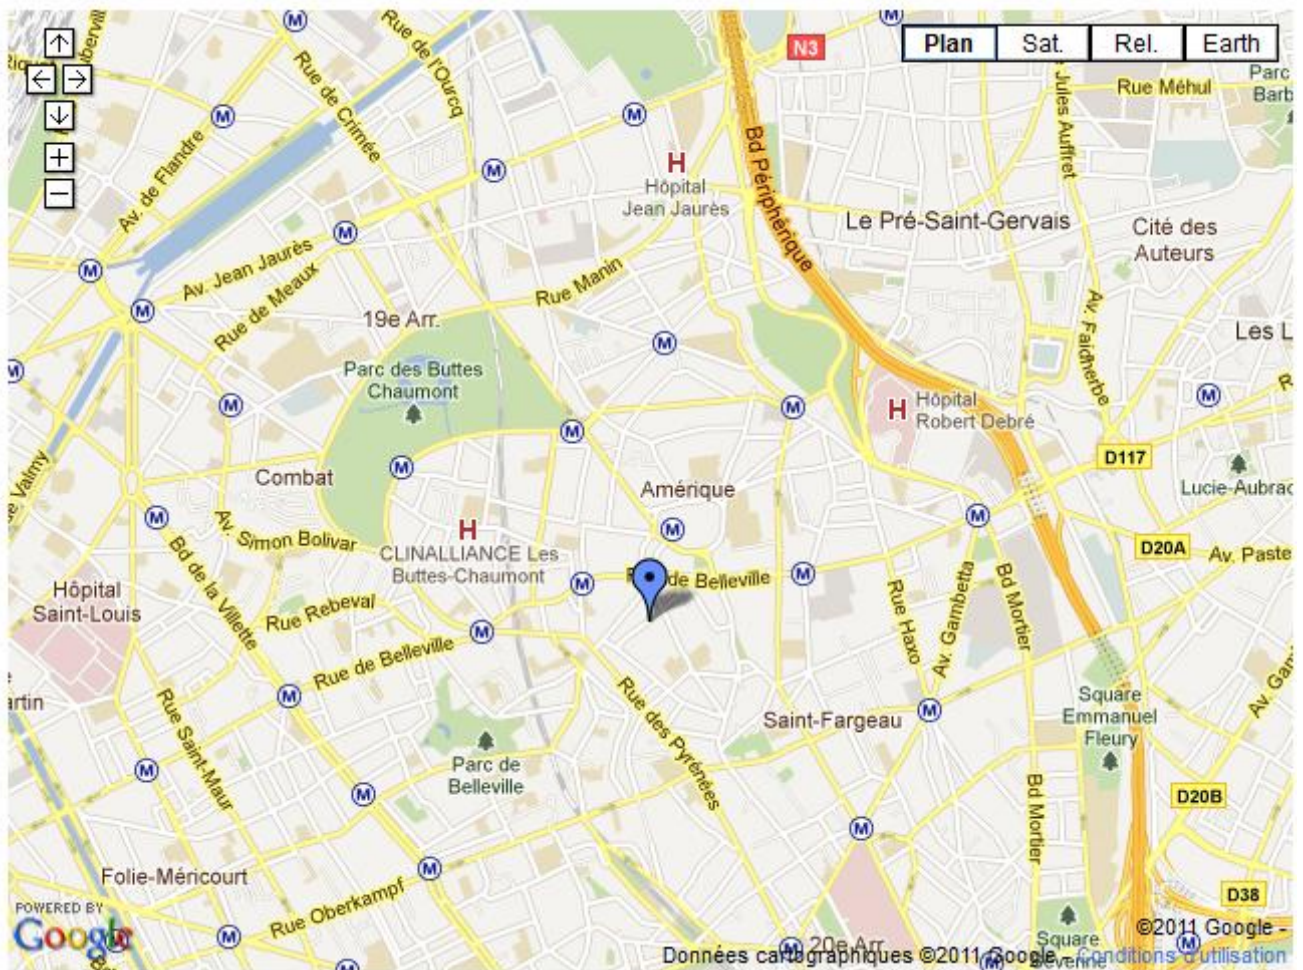 N3
Plan
Sat.
Rel.
Earth
Rue de l'Ourcq
Rue de Crimée
Av. de Flandre
Jules Auffret
Rue Méhul
Parc
Barb
Bd Périphérique
H
Hôpital
Jean Jaurès
Le Pré-Saint-Gervais
Cité des
Auteurs
Av. Jean Jaurès
Rue de Meaux
Rue Manin
19e Arr.
Av. Faidherbe
Les L
Parc des Buttes
Chaumont
H
Hôpital
Robert Debré
D117
Combat
Amérique
Lucie-Aubrac
Valmy
Av. Simon Bolivar
H
CLINALLIANCE Les
Buttes-Chaumont
Bd de la Villette
D20A
Av. Paste
Hôpital
Saint-Louis
Rue Rebeval
de Belleville
Rue Haxo
Av. Gambetta
Bd Mortier
Rue de Belleville
artin
Rue Saint-Maur
Rue des Pyrénées
Saint-Fargeau
Square
Emmanuel
Fleury
Av. Gam
Parc de
Belleville
Bd Mortier
D20B
Folie-Méricourt
Rue Oberkampf
D38
POWERED BY
Google
20e Arr.
Square
Séverine
©2011 Google -
Données cartographiques ©2011 Google - Conditions d'utilisation